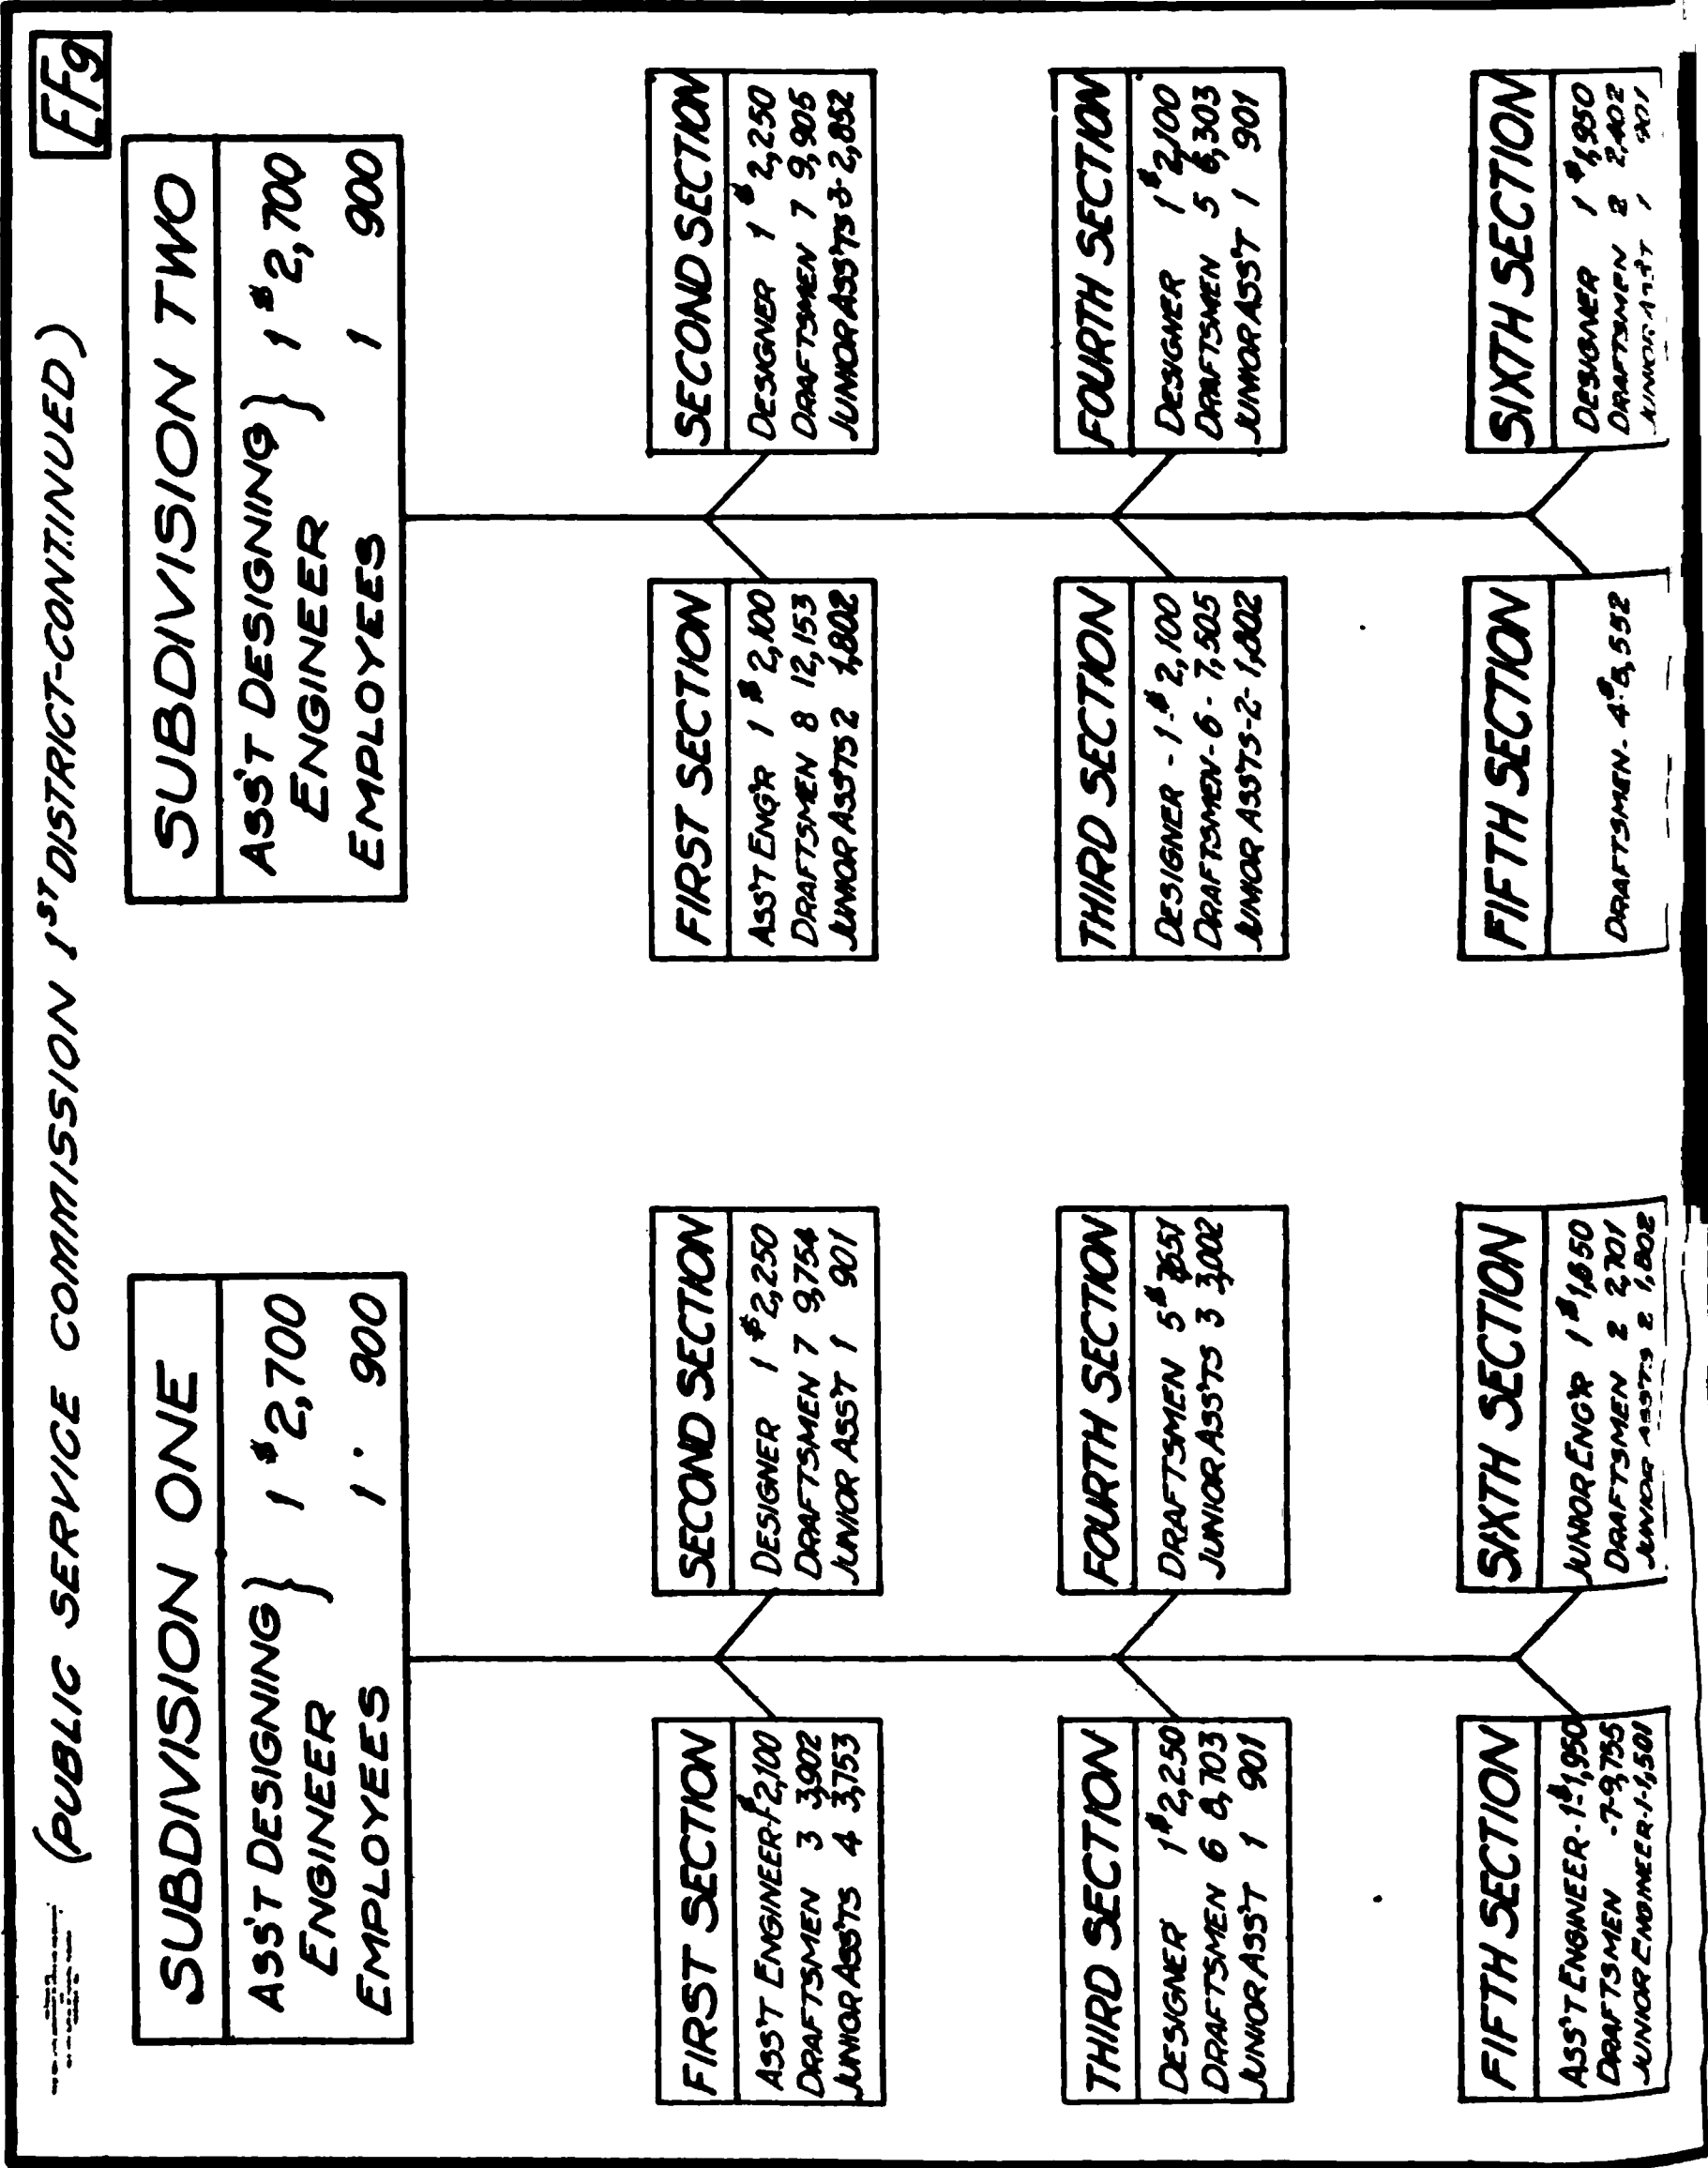 (PUBLIC SERVICE COMMISSION 1ST DISTRICT-CONTINUED)
EFg
SUBDIVISION ONE
ASS'T DESIGNING } 1 $2,700
ENGINEER
EMPLOYEES 1. 900
FIRST SECTION
ASS'T ENGINEER-1-$2,100
DRAFTSMEN 3 3,902
JUNIOR ASS'TS 4 3,753
SECOND SECTION
DESIGNER 1 $2,250
DRAFTSMEN 7 9,754
JUNIOR ASS'T 1 901
THIRD SECTION
DESIGNER 1 $2,250
DRAFTSMEN 6 8,703
JUNIOR ASS'T 1 901
FOURTH SECTION
DRAFTSMEN 5 $7,651
JUNIOR ASS'TS 3 3,002
FIFTH SECTION
ASS'T ENGINEER-1-$1,950
DRAFTSMEN -7-9,755
JUNIOR ENGINEER-1-1,501
SIXTH SECTION
JUNIOR ENG'R 1 $1,650
DRAFTSMEN 2 2,701
JUNIOR ASS'TS 2 1,802
SUBDIVISION TWO
ASS'T DESIGNING } 1 $2,700
ENGINEER
EMPLOYEES 1 900
FIRST SECTION
ASS'T ENG'R 1 $2,100
DRAFTSMEN 8 12,153
JUNIOR ASS'TS 2 1,802
SECOND SECTION
DESIGNER 1 $2,250
DRAFTSMEN 7 9,905
JUNIOR ASS'TS 3-2,852
THIRD SECTION
DESIGNER - 1-$2,100
DRAFTSMEN-6-7,505
JUNIOR ASS'TS-2-1,802
FOURTH SECTION
DESIGNER 1 $2,100
DRAFTSMEN 5 6,303
JUNIOR ASS'T 1 901
FIFTH SECTION
DRAFTSMEN-4-$5,552
SIXTH SECTION
DESIGNER 1 $1,950
DRAFTSMEN 2 2,402
JUNIOR ASS'T 1 901